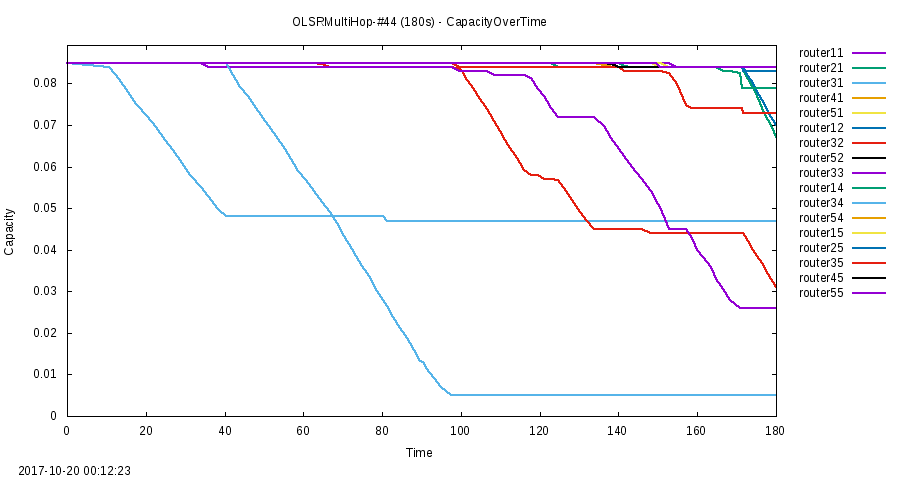 OLSRMultiHop-#44 (180s) - CapacityOverTime
router11
router21
router31
router41
router51
router12
router32
router52
router33
router14
router34
router54
router15
router25
router35
router45
router55
Capacity
0.08
0.07
0.06
0.05
0.04
0.03
0.02
0.01
0
0 20 40 60 80 100 120 140 160 180
Time
2017-10-20 00:12:23